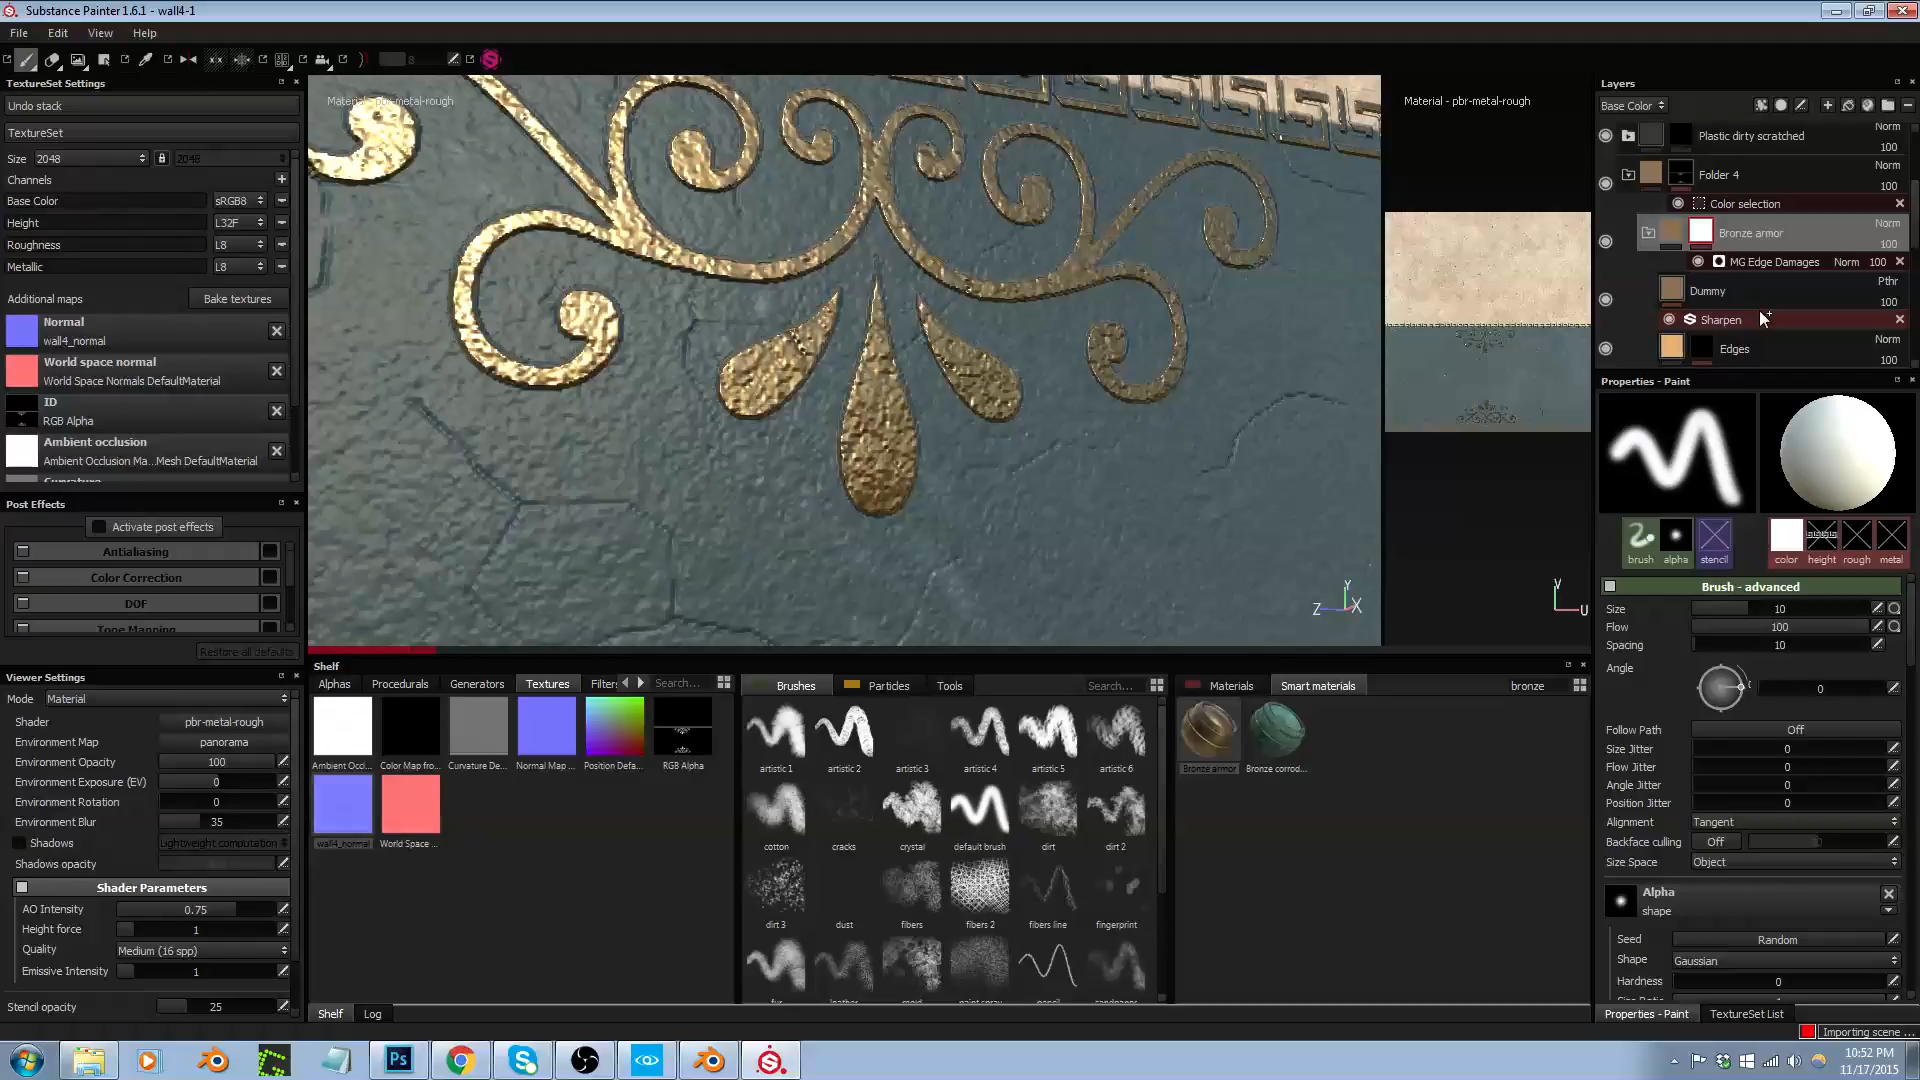 Substance Painter 1.6.1 - wall4-1
File Edit View Help
8
TextureSet Settings
Undo stack
TextureSet
Size 2048 2048
Channels
Base Color sRGB8
Height L32F
Roughness L8
Metallic L8
Additional maps Bake textures
Normal
wall4_normal
World space normal
World Space Normals DefaultMaterial
ID
RGB Alpha
Ambient occlusion
Ambient Occlusion Ma...Mesh DefaultMaterial
Curvature
Post Effects
Activate post effects
Antialiasing
Color Correction
DOF
Tone Mapping
Restore all defaults
Viewer Settings
Mode Material
Shader pbr-metal-rough
Environment Map panorama
Environment Opacity 100
Environment Exposure (EV) 0
Environment Rotation 0
Environment Blur 35
Shadows Lightweight computation
Shadows opacity
Shader Parameters
AO Intensity 0.75
Height force 1
Quality Medium (16 spp)
Emissive Intensity 1
Stencil opacity 25
Material - pbr-metal-rough
Material - pbr-metal-rough
Y
Z X
V
U
Shelf
Alphas Procedurals Generators Textures Filters Search...
Ambient Occl... Color Map fro... Curvature De... Normal Map ... Position Defa... RGB Alpha
wall4_normal World Space ...
Brushes Particles Tools Search...
artistic 1 artistic 2 artistic 3 artistic 4 artistic 5 artistic 6
cotton cracks crystal default brush dirt dirt 2
dirt 3 dust fibers fibers 2 fibers line fingerprint
Materials Smart materials bronze
Bronze armor Bronze corrod...
Shelf Log
Layers
Base Color
Plastic dirty scratched Norm
100
Folder 4 Norm
100
Color selection
Bronze armor Norm
100
MG Edge Damages Norm 100
Dummy Pthr
100
Sharpen
Edges Norm
100
Properties - Paint
brush alpha stencil color height rough metal
Brush - advanced
Size 10
Flow 100
Spacing 10
Angle 0
Follow Path Off
Size Jitter 0
Flow Jitter 0
Angle Jitter 0
Position Jitter 0
Alignment Tangent
Backface culling Off
Size Space Object
Alpha
shape
Seed Random
Shape Gaussian
Hardness 0
Properties - Paint TextureSet List
Importing scene ...
Ps
10:52 PM
11/17/2015